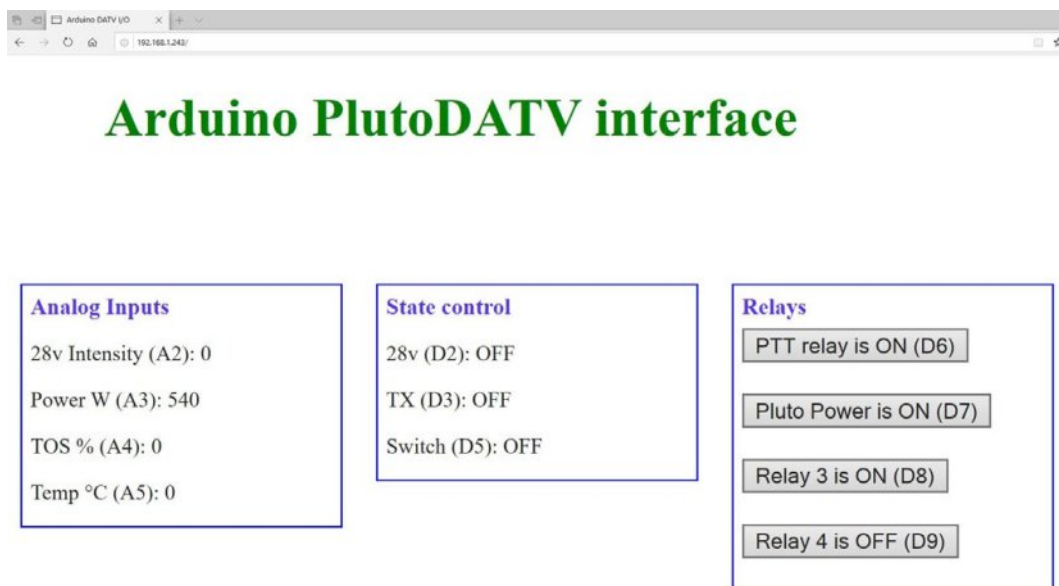 Arduino DATV I/O
192.168.1.243/
Arduino PlutoDATV interface
Analog Inputs
28v Intensity (A2): 0
Power W (A3): 540
TOS % (A4): 0
Temp °C (A5): 0
State control
28v (D2): OFF
TX (D3): OFF
Switch (D5): OFF
Relays
PTT relay is ON (D6)
Pluto Power is ON (D7)
Relay 3 is ON (D8)
Relay 4 is OFF (D9)